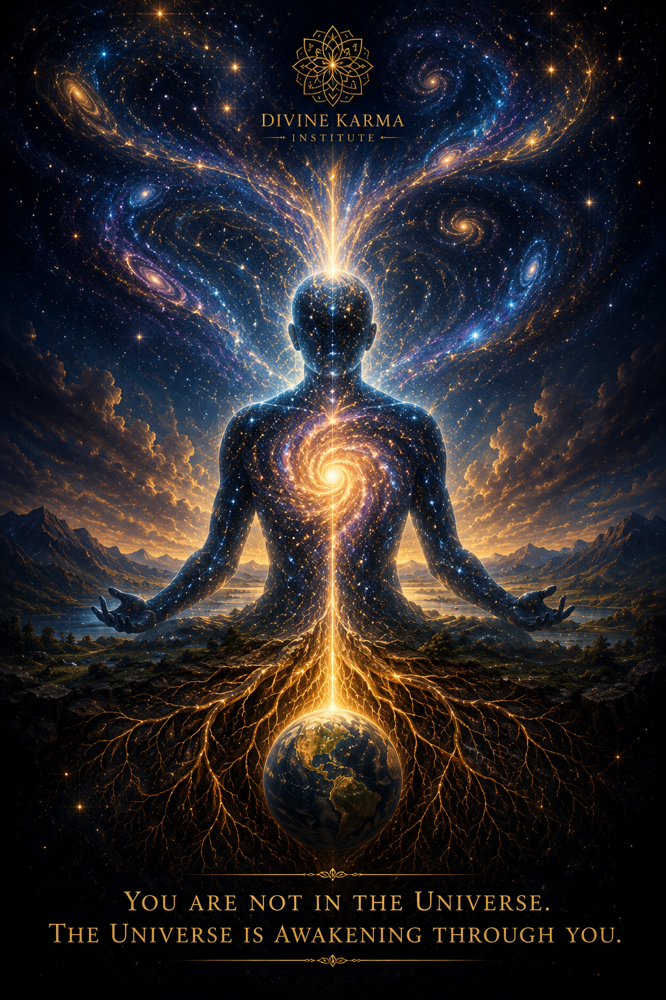 DIVINE KARMA
INSTITUTE
YOU ARE NOT IN THE UNIVERSE.
THE UNIVERSE IS AWAKENING THROUGH YOU.